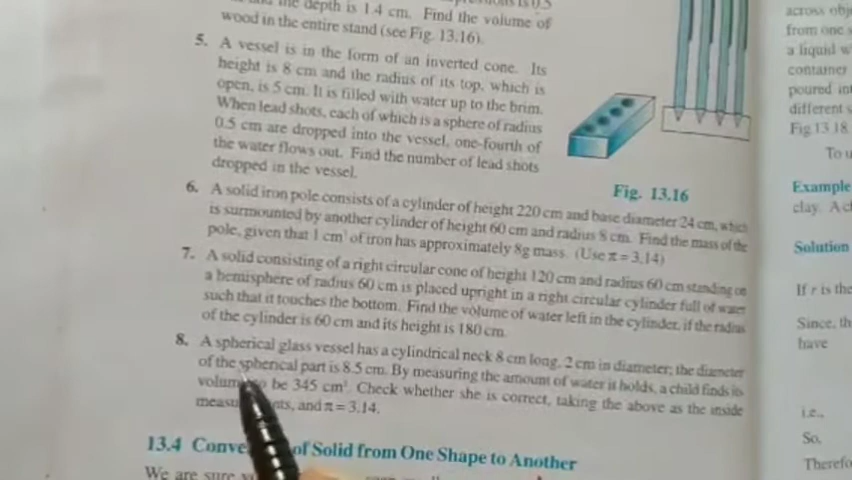 the depth is 1.4 cm. Find the volume of
wood in the entire stand (see Fig. 13.16).
5. A vessel is in the form of an inverted cone. Its
height is 8 cm and the radius of its top, which is
open, is 5 cm. It is filled with water up to the brim.
When lead shots, each of which is a sphere of radius
0.5 cm are dropped into the vessel, one-fourth of
the water flows out. Find the number of lead shots
dropped in the vessel.
Fig. 13.16
6. A solid iron pole consists of a cylinder of height 220 cm and base diameter 24 cm, which
is surmounted by another cylinder of height 60 cm and radius 8 cm. Find the mass of the
pole, given that 1 cm³ of iron has approximately 8g mass. (Use π = 3.14)
7. A solid consisting of a right circular cone of height 120 cm and radius 60 cm standing on
a hemisphere of radius 60 cm is placed upright in a right circular cylinder full of water
such that it touches the bottom. Find the volume of water left in the cylinder, if the radius
of the cylinder is 60 cm and its height is 180 cm.
8. A spherical glass vessel has a cylindrical neck 8 cm long, 2 cm in diameter; the diameter
of the spherical part is 8.5 cm. By measuring the amount of water it holds, a child finds its
to be 345 cm³. Check whether she is correct, taking the above as the inside
and π = 3.14.
13.4 of Solid from One Shape to Another
We are sure
across
from one
a liquid
container
poured
different
Fig 13.18
To
Example
clay. A
Solution
If r is the
Since,
have
i.e.,
So,